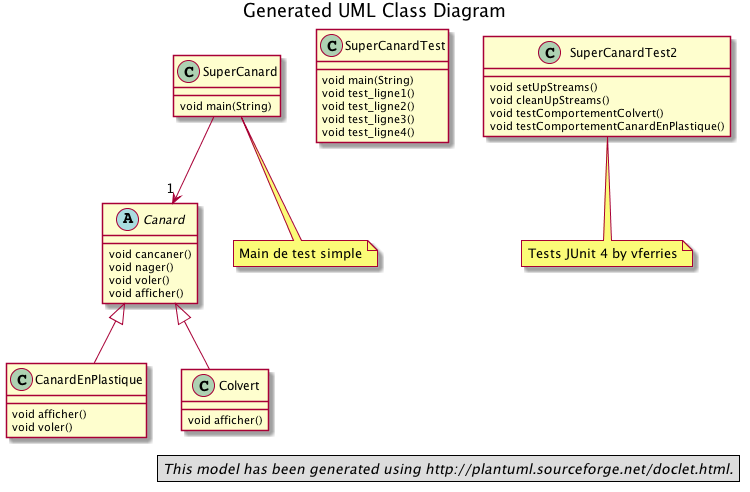 Generated UML Class Diagram
C SuperCanard
void main(String)
C SuperCanardTest
void main(String)
void test_ligne1()
void test_ligne2()
void test_ligne3()
void test_ligne4()
C SuperCanardTest2
void setUpStreams()
void cleanUpStreams()
void testComportementColvert()
void testComportementCanardEnPlastique()
1
A Canard
void cancaner()
void nager()
void voler()
void afficher()
Main de test simple
Tests JUnit 4 by vferries
C CanardEnPlastique
void afficher()
void voler()
C Colvert
void afficher()
This model has been generated using http://plantuml.sourceforge.net/doclet.html.